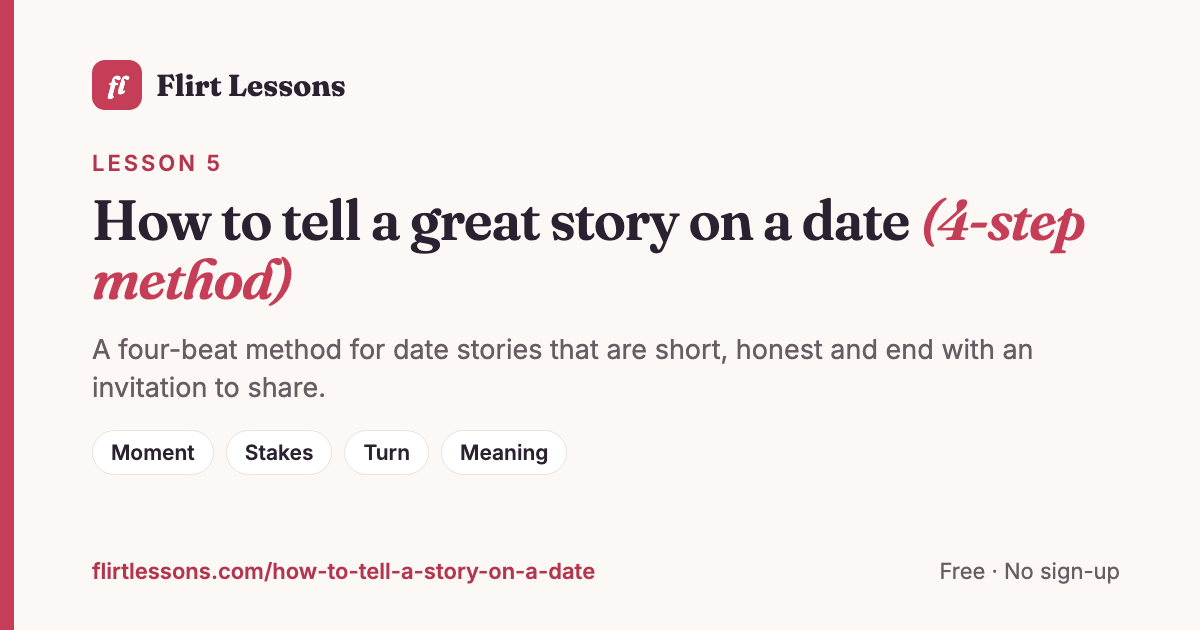 fl Flirt Lessons
LESSON 5
How to tell a great story on a date (4-step
method)
A four-beat method for date stories that are short, honest and end with an
invitation to share.
Moment Stakes Turn Meaning
flirtlessons.com/how-to-tell-a-story-on-a-date Free · No sign-up